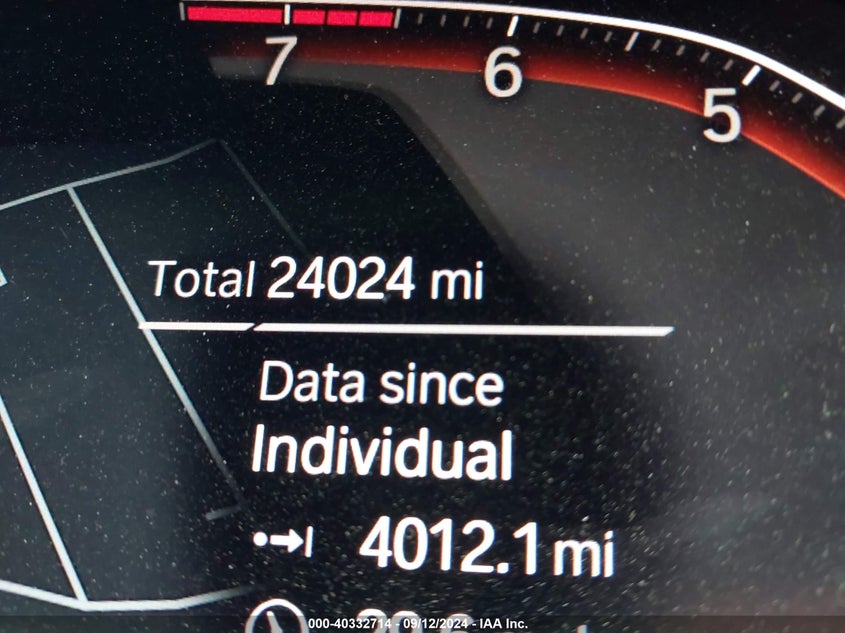 7
6
5
Total 24024 mi
Data since
Individual
4012.1 mi
000-40332714 - 09/12/2024 - IAA Inc.